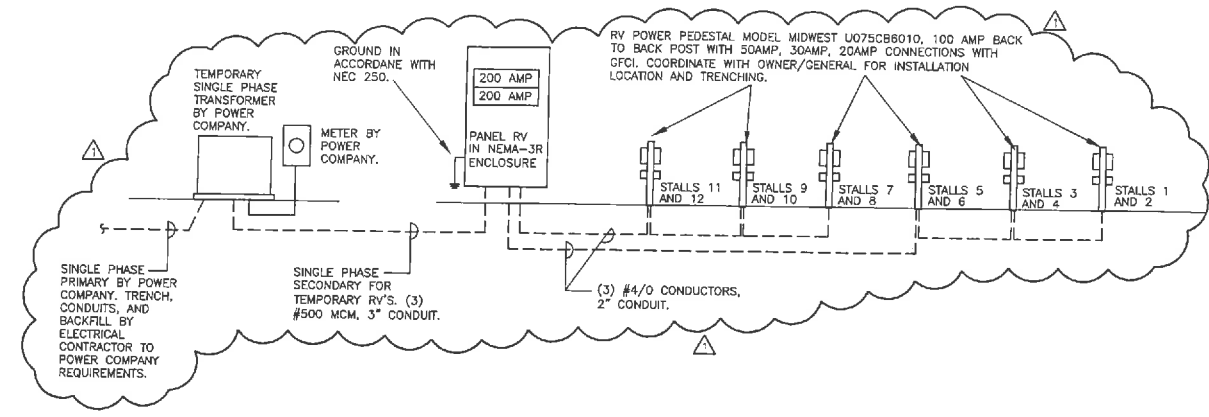 RV POWER PEDESTAL MODEL MIDWEST U075CB6010, 100 AMP BACK
TO BACK POST WITH 50AMP, 30AMP, 20AMP CONNECTIONS WITH
GFCI. COORDINATE WITH OWNER/GENERAL FOR INSTALLATION
LOCATION AND TRENCHING.
1
GROUND IN
ACCORDANE WITH
NEC 250.
TEMPORARY
SINGLE PHASE
TRANSFORMER
BY POWER
COMPANY.
METER BY
POWER
COMPANY.
200 AMP
200 AMP
PANEL RV
IN NEMA-3R
ENCLOSURE
1
STALLS 11
AND 12
STALLS 9
AND 10
STALLS 7
AND 8
STALLS 5
AND 6
STALLS 3
AND 4
STALLS 1
AND 2
SINGLE PHASE
PRIMARY BY POWER
COMPANY. TRENCH,
CONDUITS, AND
BACKFILL BY
ELECTRICAL
CONTRACTOR TO
POWER COMPANY
REQUIREMENTS.
SINGLE PHASE
SECONDARY FOR
TEMPORARY RV'S. (3)
#500 MCM, 3" CONDUIT.
(3) #4/0 CONDUCTORS,
2" CONDUIT.
1